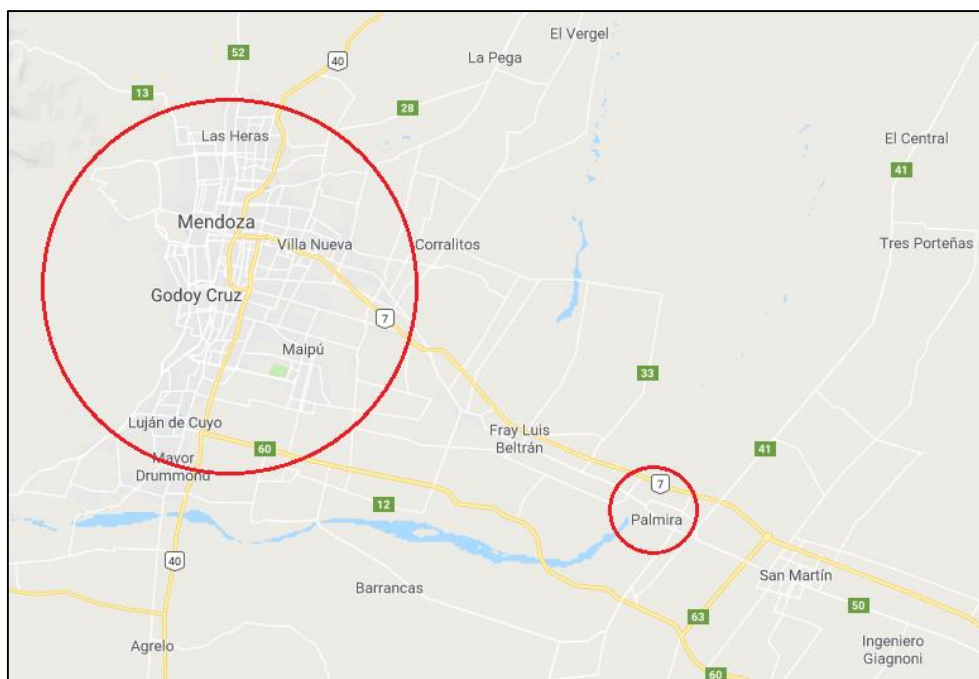 El Vergel
52
40
La Pega
13
28
Las Heras
El Central
41
Mendoza
Villa Nueva
Corralitos
Tres Porteñas
Godoy Cruz
7
Maipú
33
Luján de Cuyo
Fray Luis
Beltrán
60
41
Mayor
Drummond
7
12
Palmira
40
San Martín
Barrancas
50
63
Agrelo
Ingeniero
Giagnoni
60